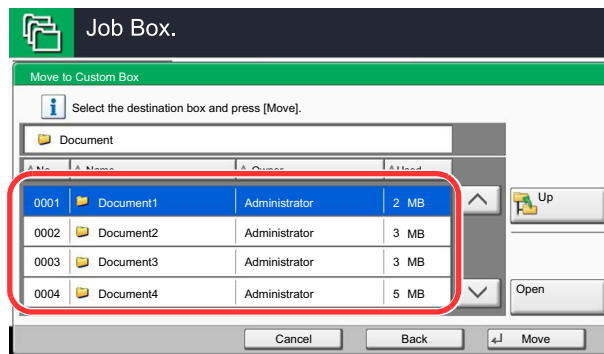 Job Box.
Move to Custom Box
i Select the destination box and press [Move].
Document
No. Name Owner Used
0001 Document1 Administrator 2 MB
0002 Document2 Administrator 3 MB
0003 Document3 Administrator 3 MB
0004 Document4 Administrator 5 MB
Up
Open
Cancel Back Move